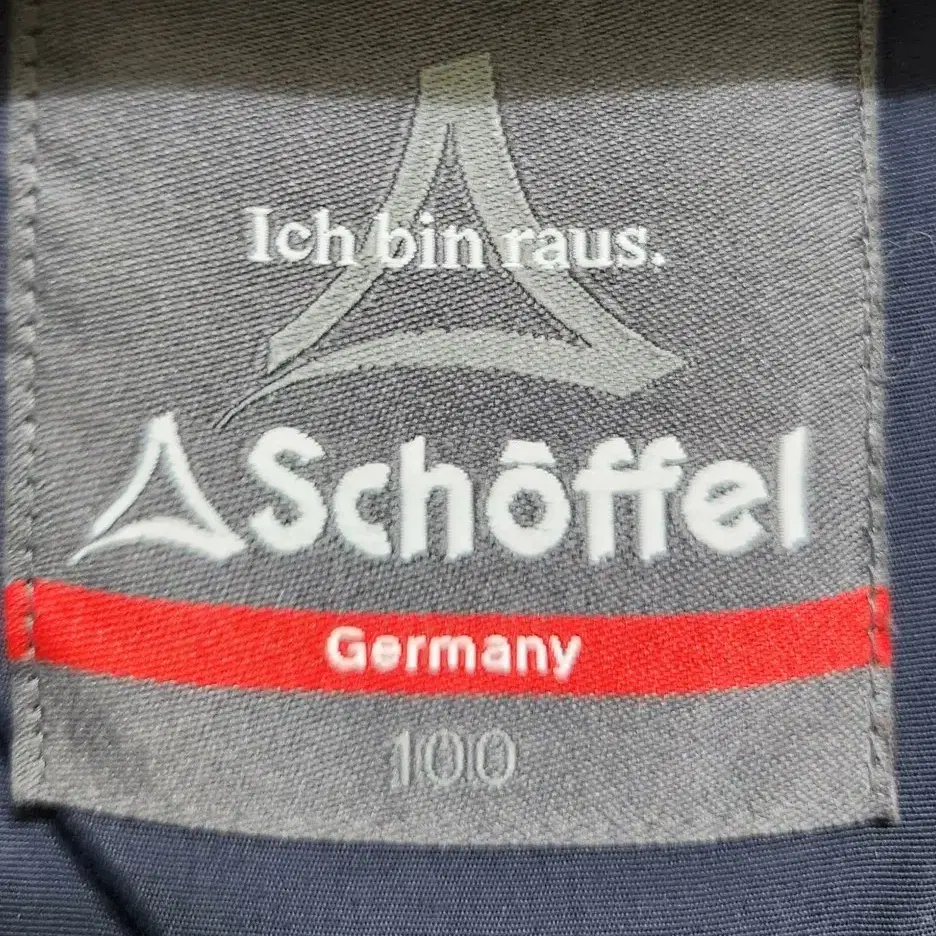 Ich bin raus.
Schöffel
Germany
100